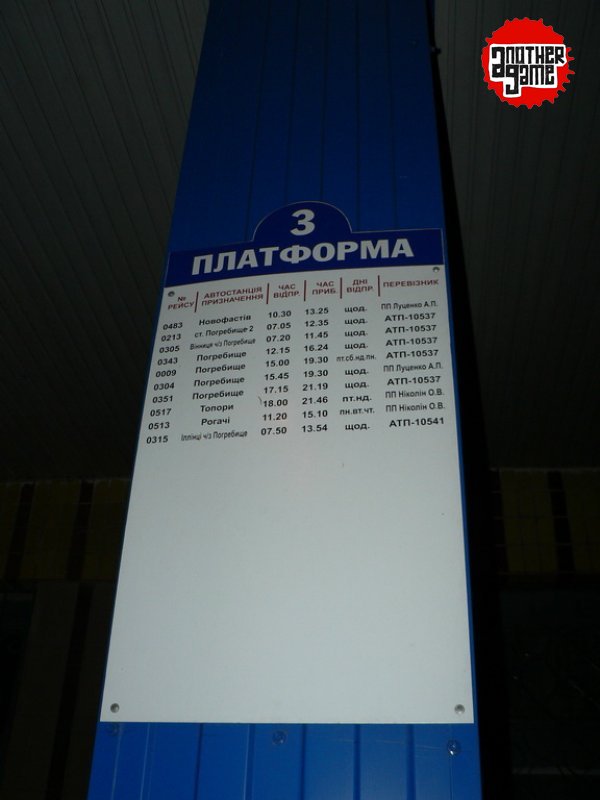 anOTHER
a game
3
ПЛАТФОРМА
№ РЕЙСУ АВТОСТАНЦІЯ ПРИЗНАЧЕННЯ ЧАС ВІДПР. ЧАС ПРИБ. ДНІ ВІДПР. ПЕРЕВІЗНИК
0483 Новофастів 10.30 13.25 щод. ПП Луценко А.П.
0213 ст. Погребище 2 07.05 12.35 щод. АТП-10537
0305 Вінниця ч/з Погребище 07.20 11.45 щод. АТП-10537
0343 Погребище 12.15 16.24 щод. АТП-10537
0009 Погребище 15.00 19.30 пт.сб.нд.пн. АТП-10537
0304 Погребище 15.45 19.30 щод. ПП Луценко А.П.
0351 Погребище 17.15 21.19 щод. АТП-10537
0517 Топори 18.00 21.46 пт.нд. ПП Ніколін О.В.
0513 Рогачі 11.20 15.10 пн.вт.чт. ПП Ніколін О.В.
0315 Іллінці ч/з Погребище 07.50 13.54 щод. АТП-10541